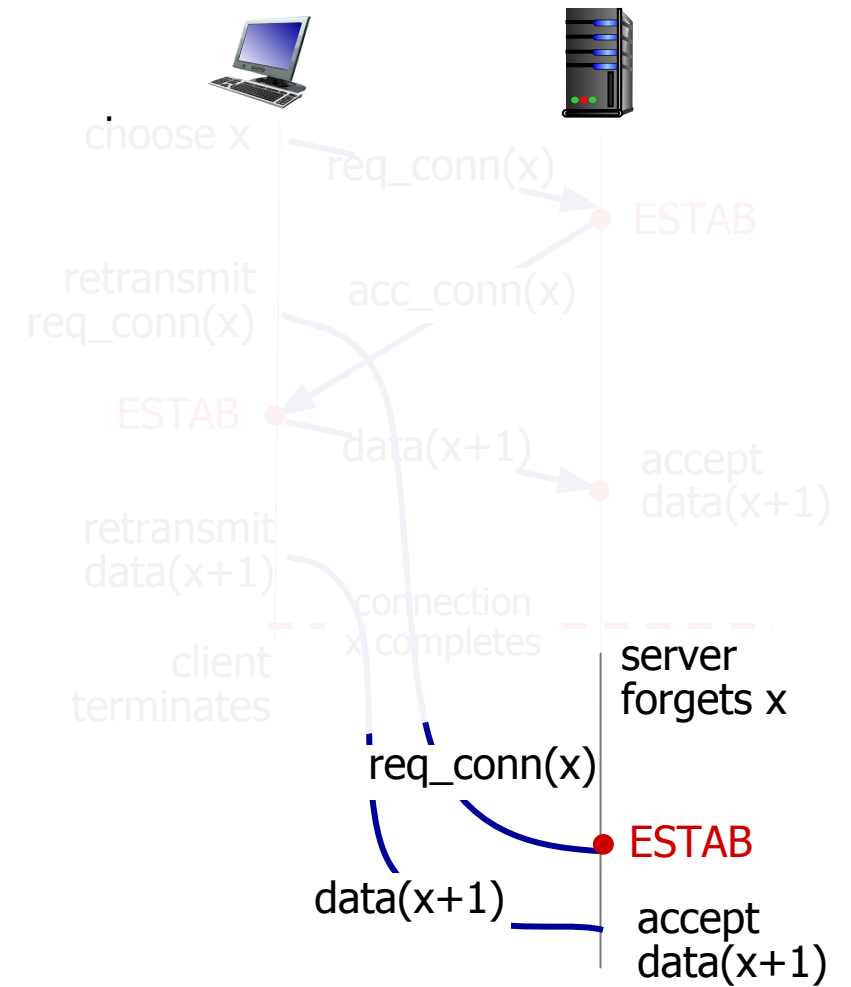 choose x
req_conn(x)
ESTAB
retransmit
req_conn(x)
acc_conn(x)
ESTAB
data(x+1)
accept
data(x+1)
retransmit
data(x+1)
connection
x completes
client
terminates
server
forgets x
req_conn(x)
ESTAB
data(x+1)
accept
data(x+1)